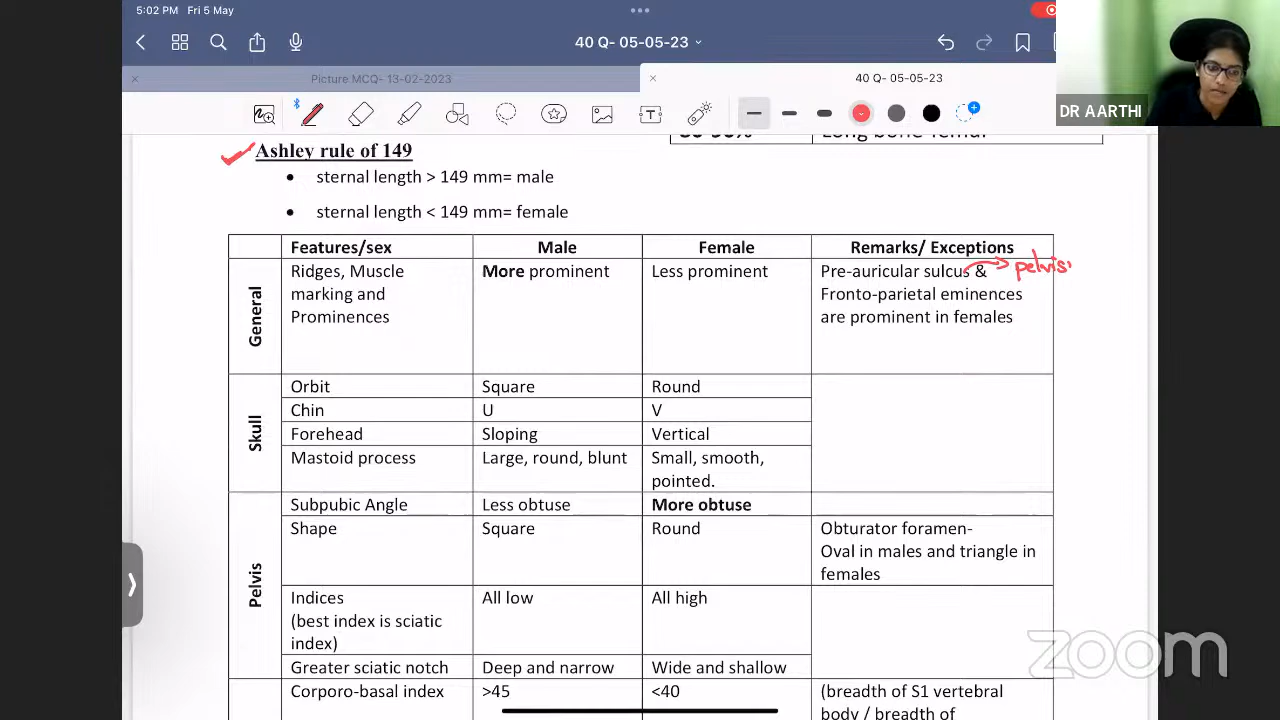 5:02 PM Fri 5 May
40 Q- 05-05-23
Picture MCQ- 13-02-2023
40 Q- 05-05-23
DR AARTHI
Long bone femur
Ashley rule of 149
• sternal length > 149 mm= male
• sternal length < 149 mm= female
Features/sex Male Female Remarks/ Exceptions
General
Ridges, Muscle marking and Prominences
More prominent
Less prominent
Pre-auricular sulcus &
Fronto-parietal eminences
are prominent in females
pelvis
Skull
Orbit Square Round
Chin U V
Forehead Sloping Vertical
Mastoid process Large, round, blunt Small, smooth,
pointed.
Pelvis
Subpubic Angle Less obtuse More obtuse
Shape Square Round Obturator foramen-
Oval in males and triangle in
females
Indices All low All high
(best index is sciatic
index)
Greater sciatic notch Deep and narrow Wide and shallow
Corporo-basal index >45 <40 (breadth of S1 vertebral
body / breadth of
zoom